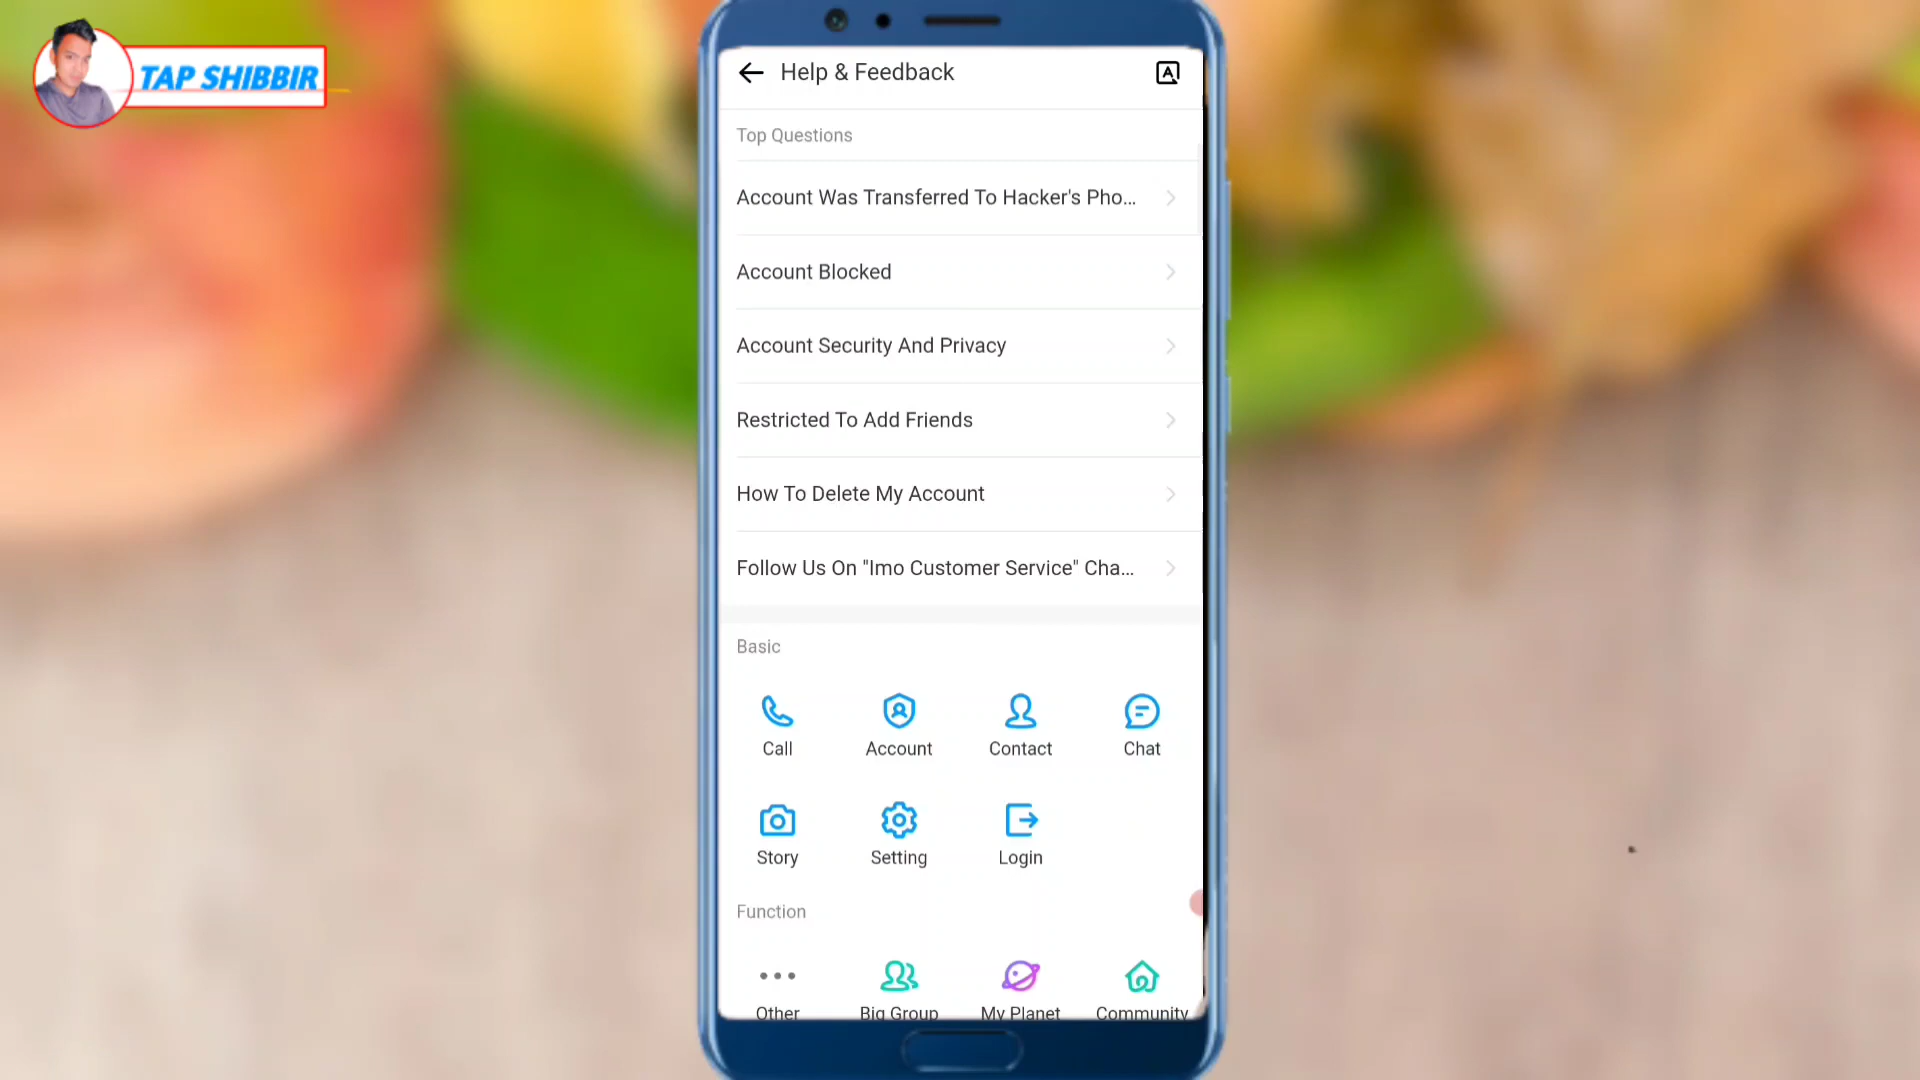 TAP SHIBBIR
Help & Feedback
A
Top Questions
Account Was Transferred To Hacker's Pho...
Account Blocked
Account Security And Privacy
Restricted To Add Friends
How To Delete My Account
Follow Us On "Imo Customer Service" Cha...
Basic
Call Account Contact Chat
Story Setting Login
Function
Other Big Group My Planet Community